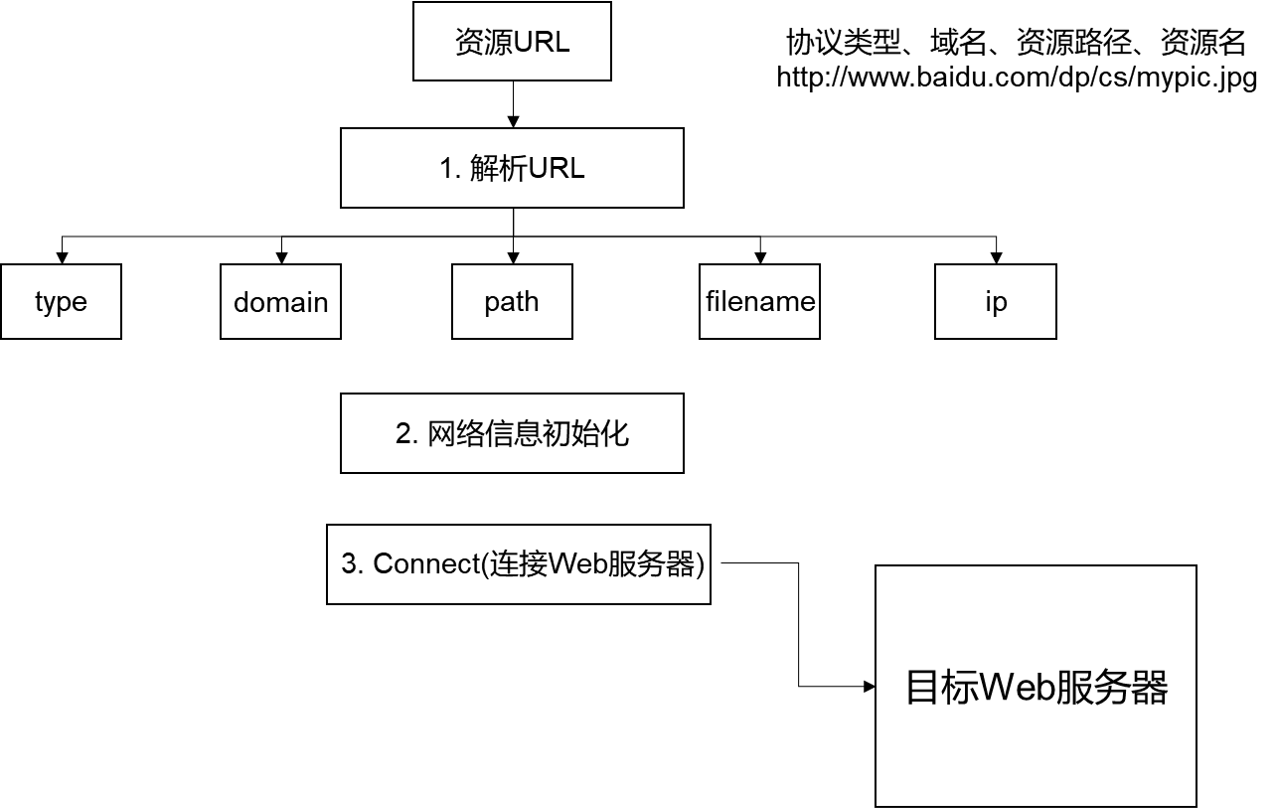 资源URL
协议类型、域名、资源路径、资源名
http://www.baidu.com/dp/cs/mypic.jpg
1. 解析URL
type
domain
path
filename
ip
2. 网络信息初始化
3. Connect(连接Web服务器)
目标Web服务器